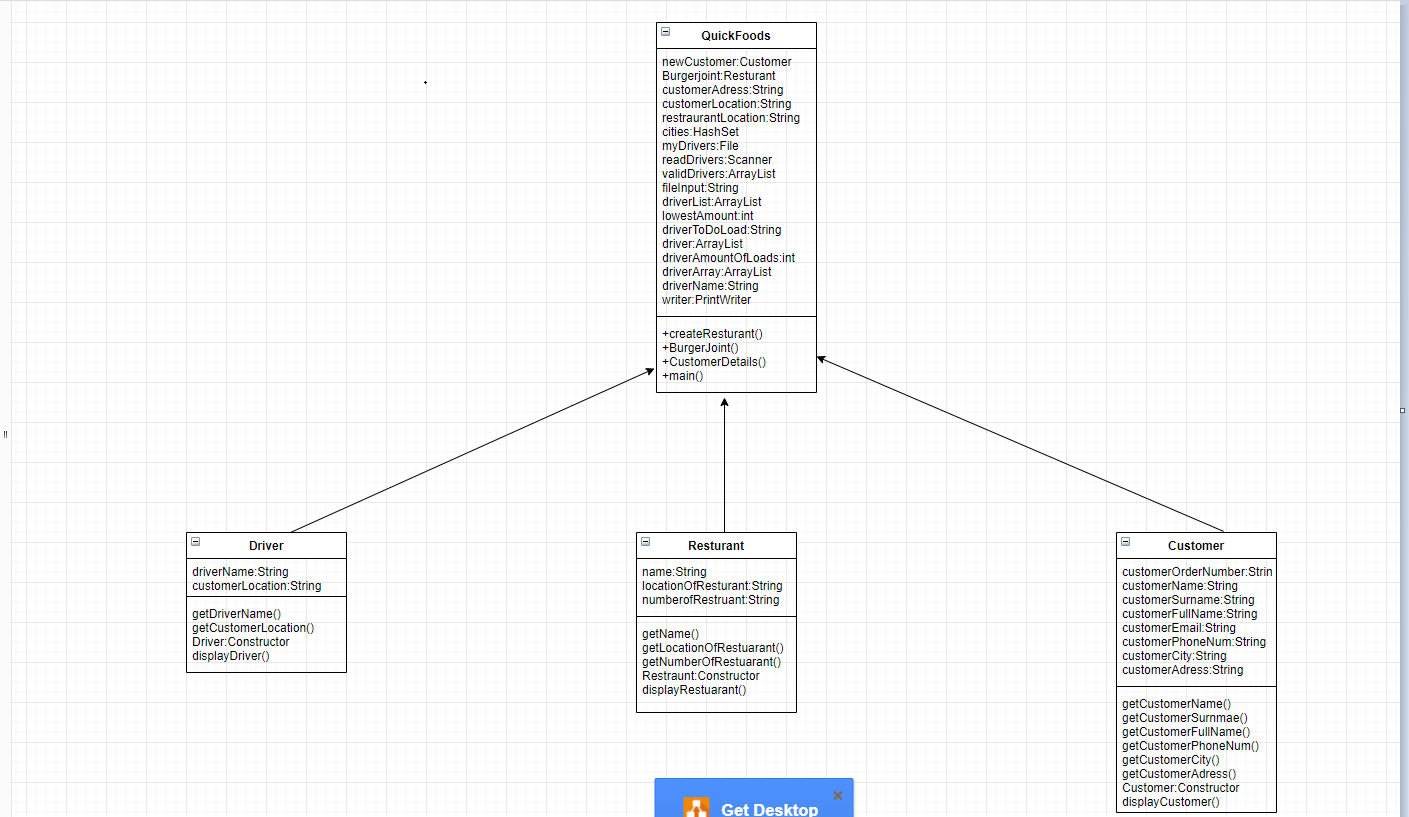 QuickFoods
newCustomer:Customer
Burgerjoint:Resturant
customerAdress:String
customerLocation:String
restraurantLocation:String
cities:HashSet
myDrivers:File
readDrivers:Scanner
validDrivers:ArrayList
fileInput:String
driverList:ArrayList
lowestAmount:int
driverToDoLoad:String
driver:ArrayList
driverAmountOfLoads:int
driverArray:ArrayList
driverName:String
writer:PrintWriter
+createResturant()
+BurgerJoint()
+CustomerDetails()
+main()
Driver
driverName:String
customerLocation:String
getDriverName()
getCustomerLocation()
Driver:Constructor
displayDriver()
Resturant
name:String
locationOfResturant:String
numberofRestruant:String
getName()
getLocationOfRestuarant()
getNumberOfRestuarant()
Restraunt:Constructor
displayRestuarant()
Customer
customerOrderNumber:Strin
customerName:String
customerSurname:String
customerFullName:String
customerEmail:String
customerPhoneNum:String
customerCity:String
customerAdress:String
getCustomerName()
getCustomerSurnmae()
getCustomerFullName()
getCustomerPhoneNum()
getCustomerCity()
getCustomerAdress()
Customer:Constructor
displayCustomer()
Get Desktop